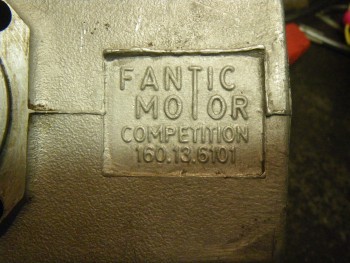 FANTIC
MOTOR
COMPETITION
160.13.6101